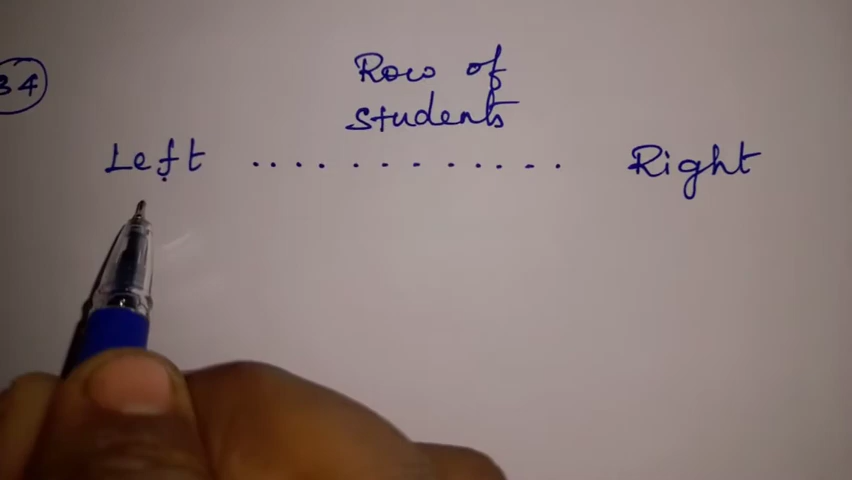 34
Row of
Students
Left ............ Right